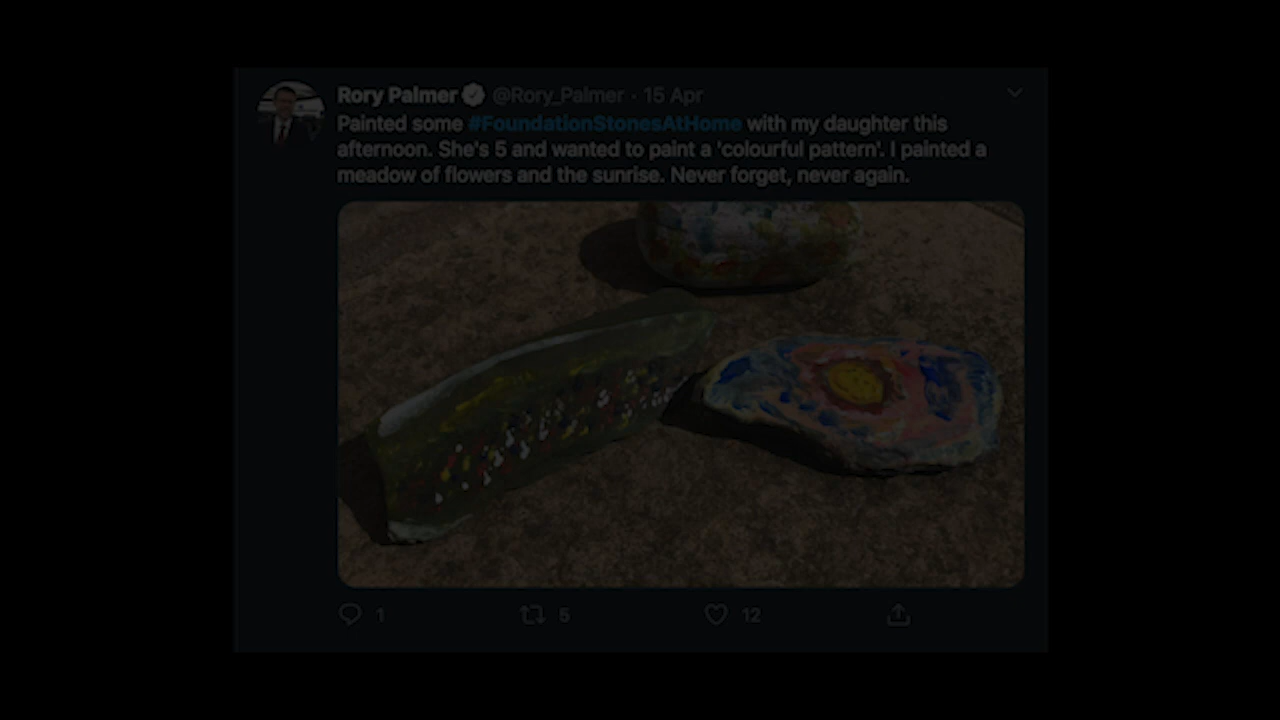 Rory Palmer @Rory_Palmer · 15 Apr
Painted some #FoundationStonesAtHome with my daughter this
afternoon. She's 5 and wanted to paint a 'colourful pattern'. I painted a
meadow of flowers and the sunrise. Never forget, never again.
1 5 12